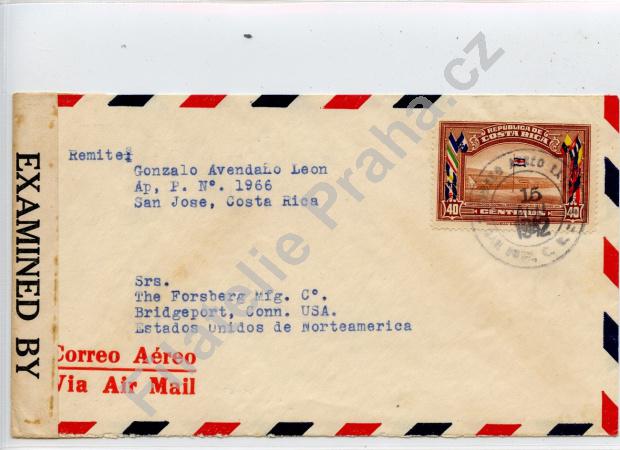 EXAMINED BY
Remite:
Gonzalo Avendaño Leon
Ap, P. Nº. 1966
San Jose, Costa Rica
REPÚBLICA DE
COSTA RICA
40 CENTIMOS 40
15
1942
Srs.
The Forsberg Mfg. Cº.
Bridgeport, Conn. USA.
Estados Unidos de Norteamerica
Correo Aéreo
Via Air Mail
Filatelie Praha.cz